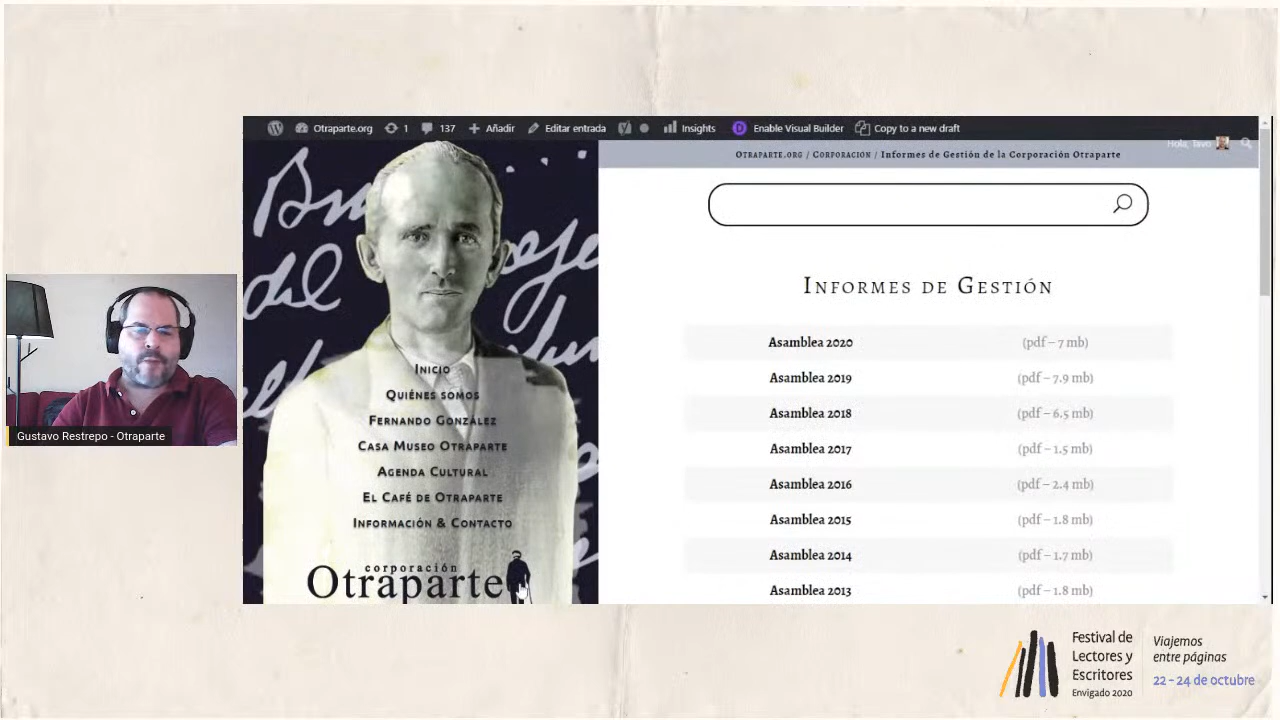 Otraparte.org
1
137
Añadir
Editar entrada
Insights
Enable Visual Builder
Copy to a new draft
Hola, Tavo
Otraparte.org / Corporación / Informes de Gestión de la Corporación Otraparte
Informes de Gestión
Asamblea 2020 (pdf – 7 mb)
Asamblea 2019 (pdf – 7.9 mb)
Asamblea 2018 (pdf – 6.5 mb)
Asamblea 2017 (pdf – 1.5 mb)
Asamblea 2016 (pdf – 2.4 mb)
Asamblea 2015 (pdf – 1.8 mb)
Asamblea 2014 (pdf – 1.7 mb)
Asamblea 2013 (pdf – 1.8 mb)
Inicio
Quiénes somos
Fernando González
Casa Museo Otraparte
Agenda Cultural
El Café de Otraparte
Información & Contacto
corporación
Otraparte
Gustavo Restrepo - Otraparte
Festival de
Lectores y
Escritores
Envigado 2020
Viajemos
entre páginas
22 - 24 de octubre